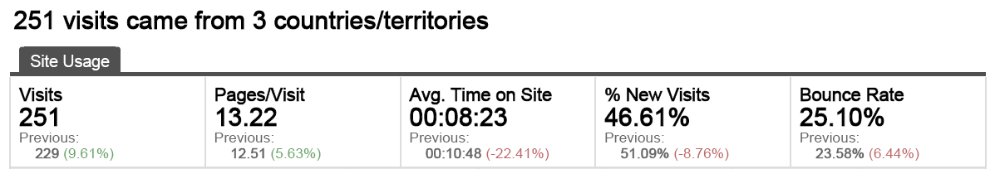 251 visits came from 3 countries/territories
Site Usage
Visits
251
Previous:
229 (9.61%)
Pages/Visit
13.22
Previous:
12.51 (5.63%)
Avg. Time on Site
00:08:23
Previous:
00:10:48 (-22.41%)
% New Visits
46.61%
Previous:
51.09% (-8.76%)
Bounce Rate
25.10%
Previous:
23.58% (6.44%)